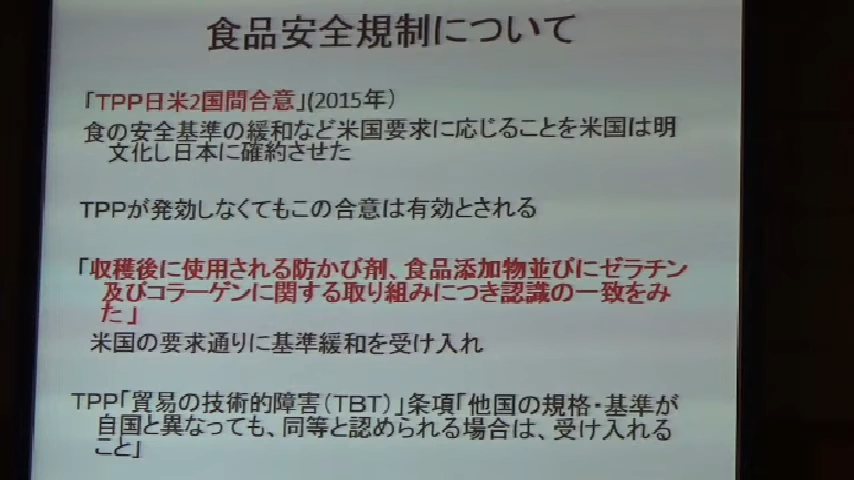 食品安全規制について
「TPP日米2国間合意」(2015年）
食の安全基準の緩和など米国要求に応じることを米国は明
文化し日本に確約させた
TPPが発効しなくてもこの合意は有効とされる
「収穫後に使用される防かび剤、食品添加物並びにゼラチン
及びコラーゲンに関する取り組みにつき認識の一致をみ
た」
米国の要求通りに基準緩和を受け入れ
TPP「貿易の技術的障害（TBT）」条項「他国の規格・基準が
自国と異なっても、同等と認められる場合は、受け入れる
こと」